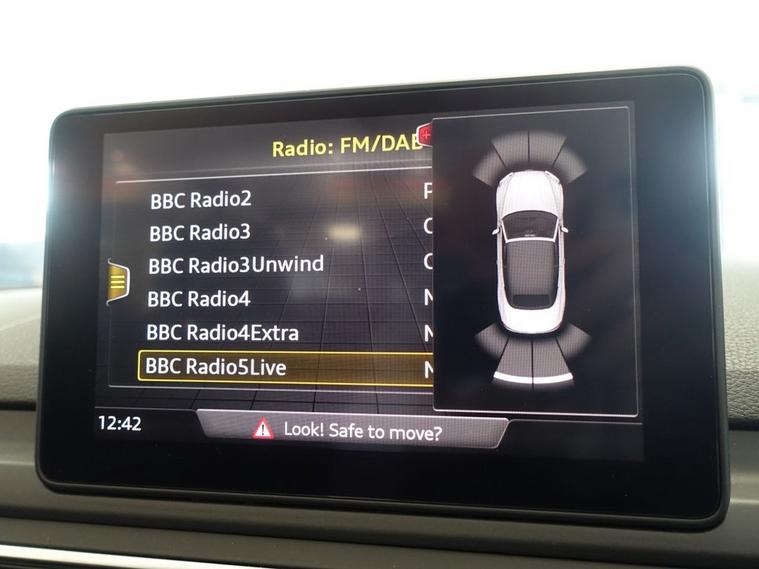 Radio: FM/DAB
BBC Radio2
P
BBC Radio3
BBC Radio3Unwind
BBC Radio4
N
BBC Radio4Extra
N
BBC Radio5Live
N
12:42
Look! Safe to move?